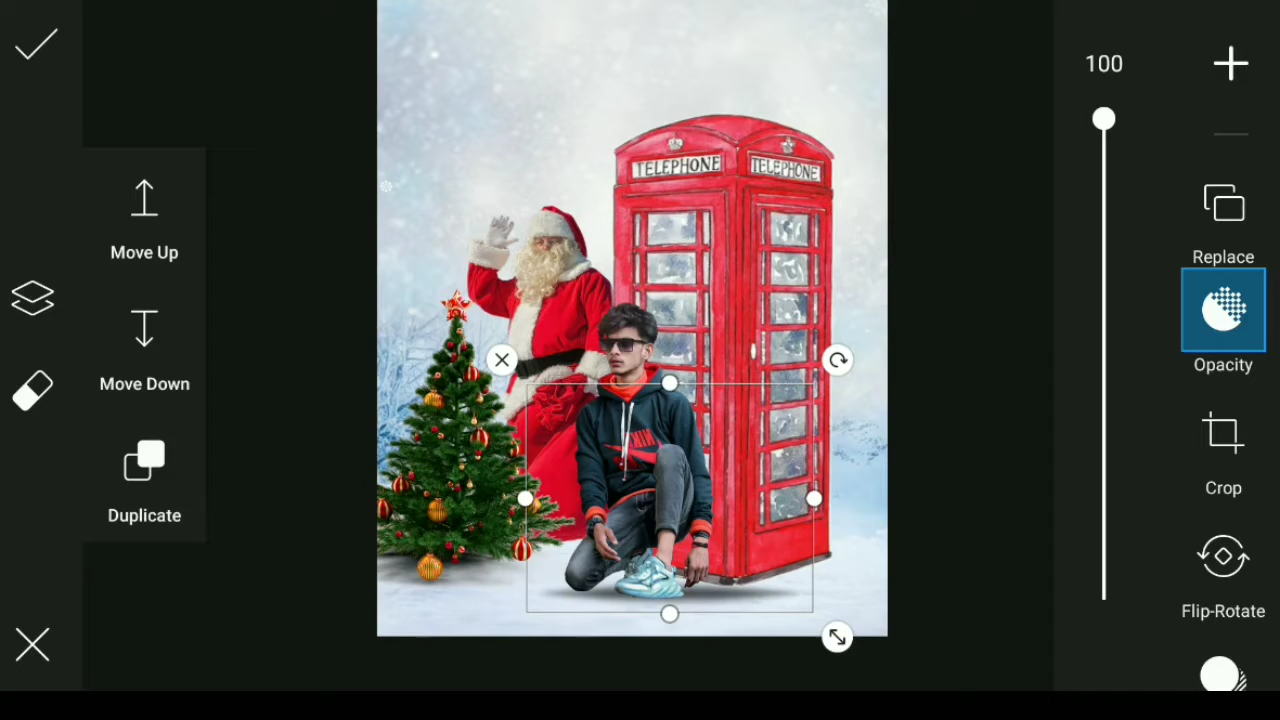 100
Move Up
Move Down
Duplicate
TELEPHONE
TELEPHONE
Replace
Opacity
Crop
Flip-Rotate